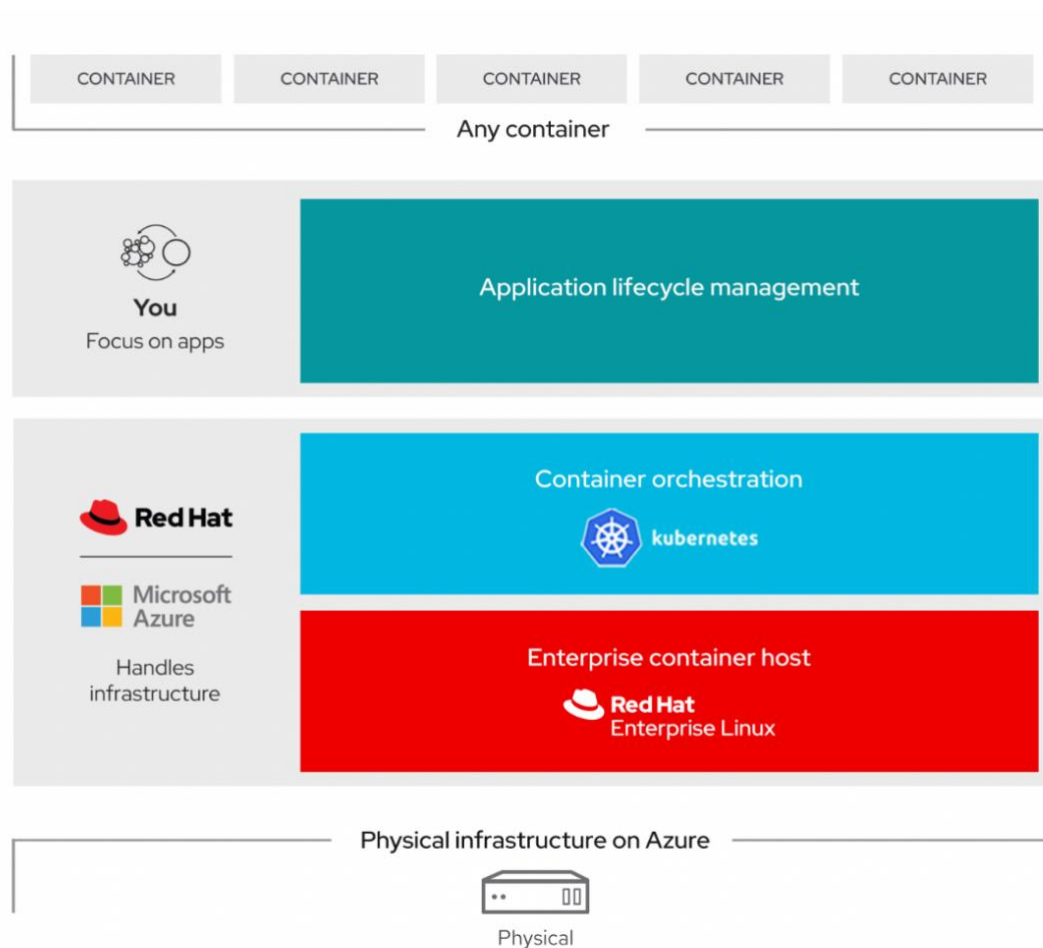 CONTAINER CONTAINER CONTAINER CONTAINER CONTAINER
Any container
You
Focus on apps
Application lifecycle management
Red Hat
Microsoft
Azure
Handles
infrastructure
Container orchestration
kubernetes
Enterprise container host
Red Hat
Enterprise Linux
Physical infrastructure on Azure
Physical